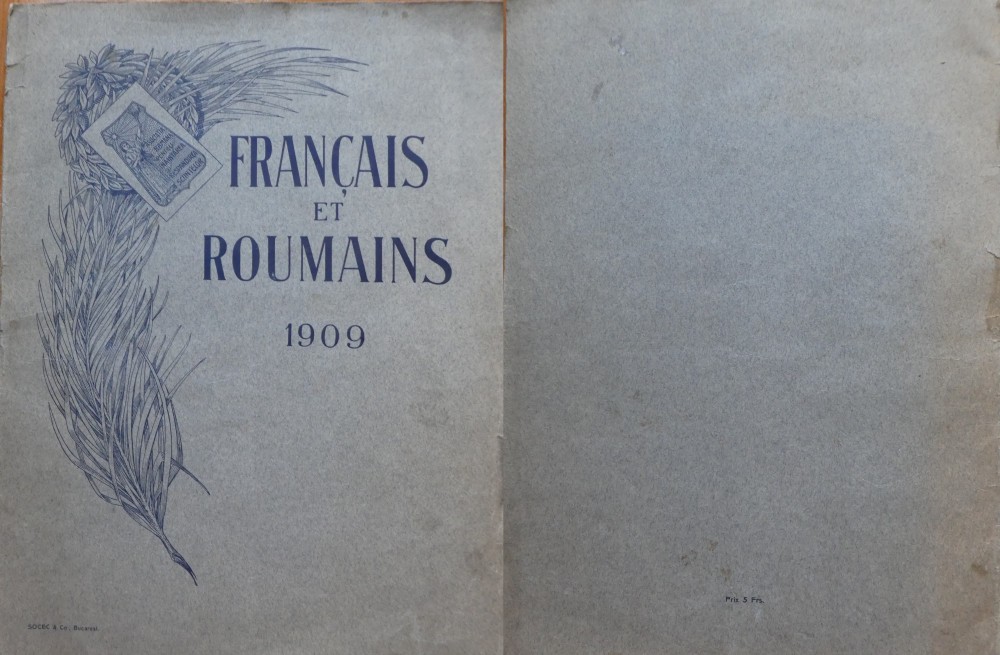 FRANÇAIS
ET
ROUMAINS
1909
SOCEC & Co., Bucarest.
Prix 3 Frs.